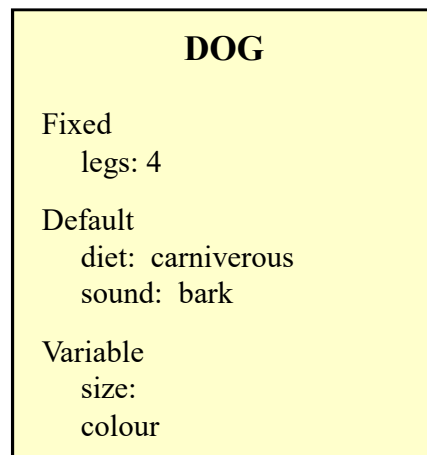 DOG
Fixed
legs: 4
Default
diet: carniverous
sound: bark
Variable
size:
colour